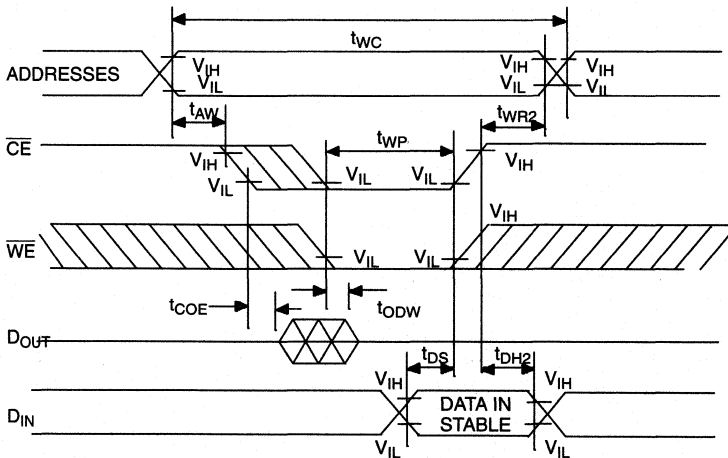 tWC
ADDRESSES
VIH VIH VIH
VIL VIL VIL
tAW tWR2
CE tWP
VIH VIH
VIL VIL VIL
VIH
WE VIL VIL
tCOE tODW
DOUT
tDS tDH2
VIH VIH
DIN DATA IN
STABLE
VIL VIL